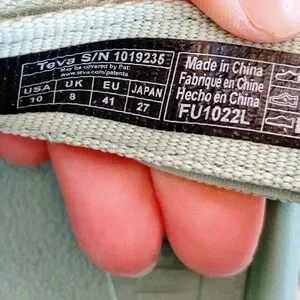 Teva S/N 1019235
May be covered by Pat.
www.teva.com/patents
USA UK EU JAPAN
10 8 41 27
Made in China
Fabriqué en Chine
Hecho en China
FU1022L